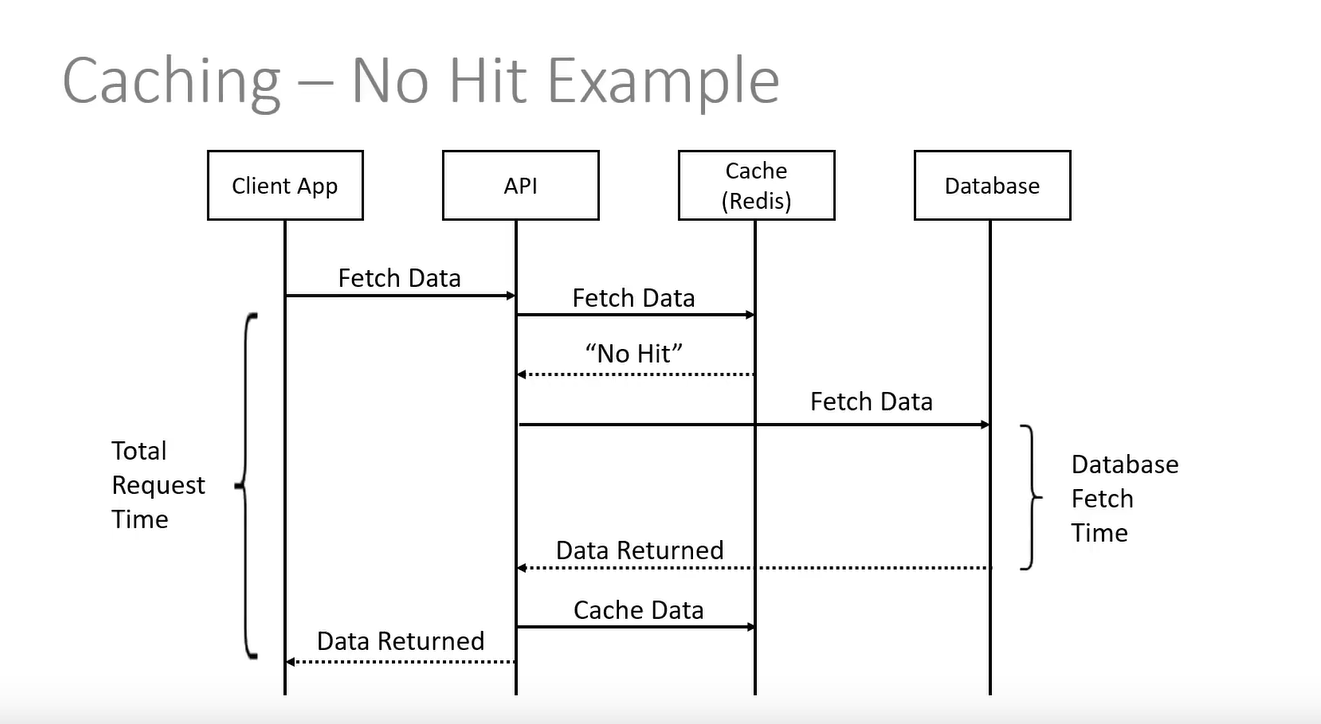 Caching – No Hit Example
Client App
API
Cache
(Redis)
Database
Fetch Data
Fetch Data
“No Hit”
Fetch Data
Total
Request
Time
Database
Fetch
Time
Data Returned
Cache Data
Data Returned